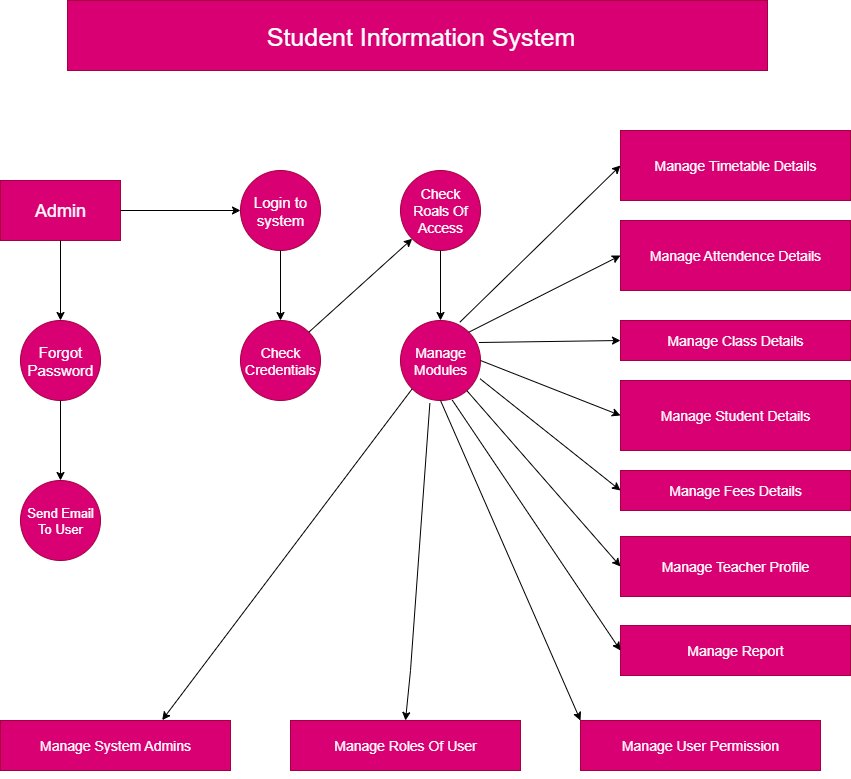 Student Information System
Admin
Login to
system
Check
Roals Of
Access
Forgot
Password
Check
Credentials
Manage
Modules
Send Email
To User
Manage Timetable Details
Manage Attendence Details
Manage Class Details
Manage Student Details
Manage Fees Details
Manage Teacher Profile
Manage Report
Manage System Admins
Manage Roles Of User
Manage User Permission